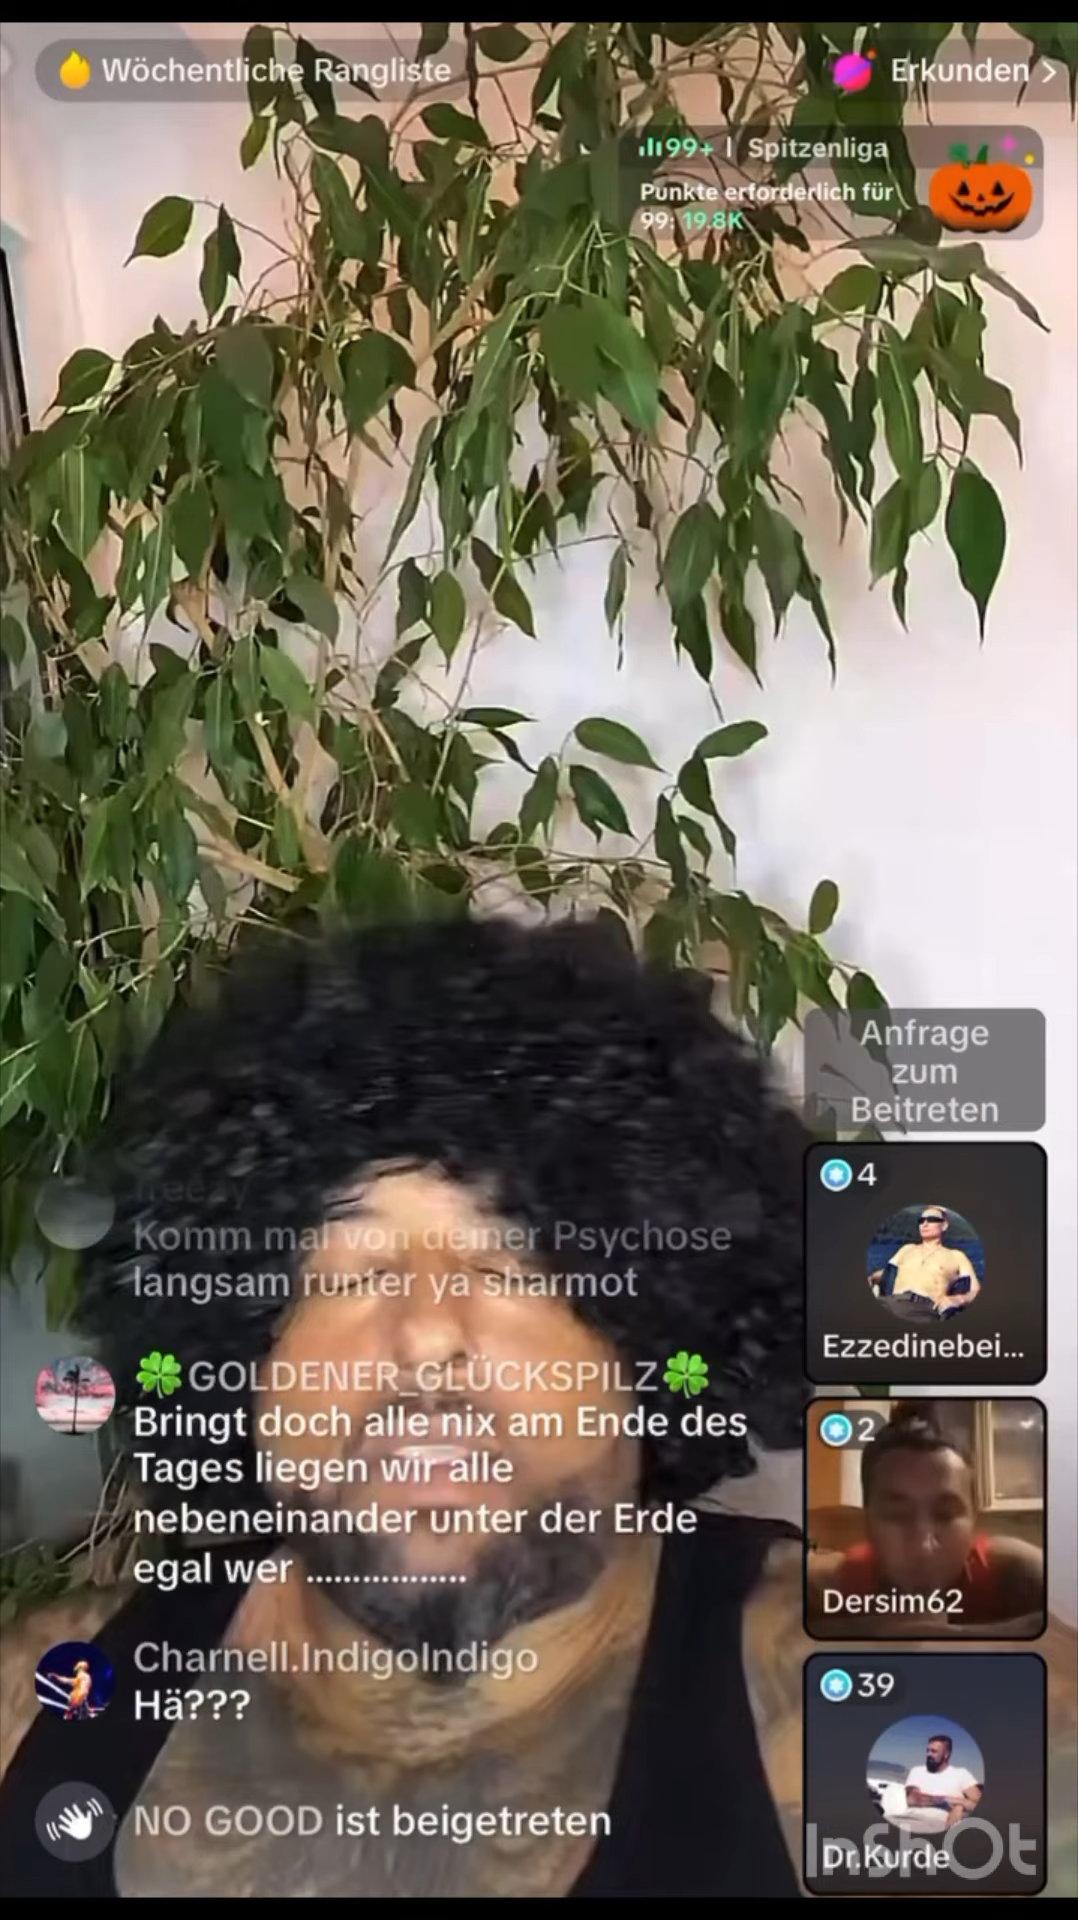 Wöchentliche Rangliste
Erkunden >
99+ | Spitzenliga
Punkte erforderlich für
99: 19.8K
Anfrage
zum
Beitreten
4
Ezzedinebei...
freezy
Komm mal von deiner Psychose
langsam runter ya sharmot
🍀GOLDENER_GLÜCKSPILZ🍀
Bringt doch alle nix am Ende des
Tages liegen wir alle
nebeneinander unter der Erde
egal wer .................
2
Dersim62
Charnell.IndigoIndigo
Hä???
39
Dr.Kurde
NO GOOD ist beigetreten
InShOt